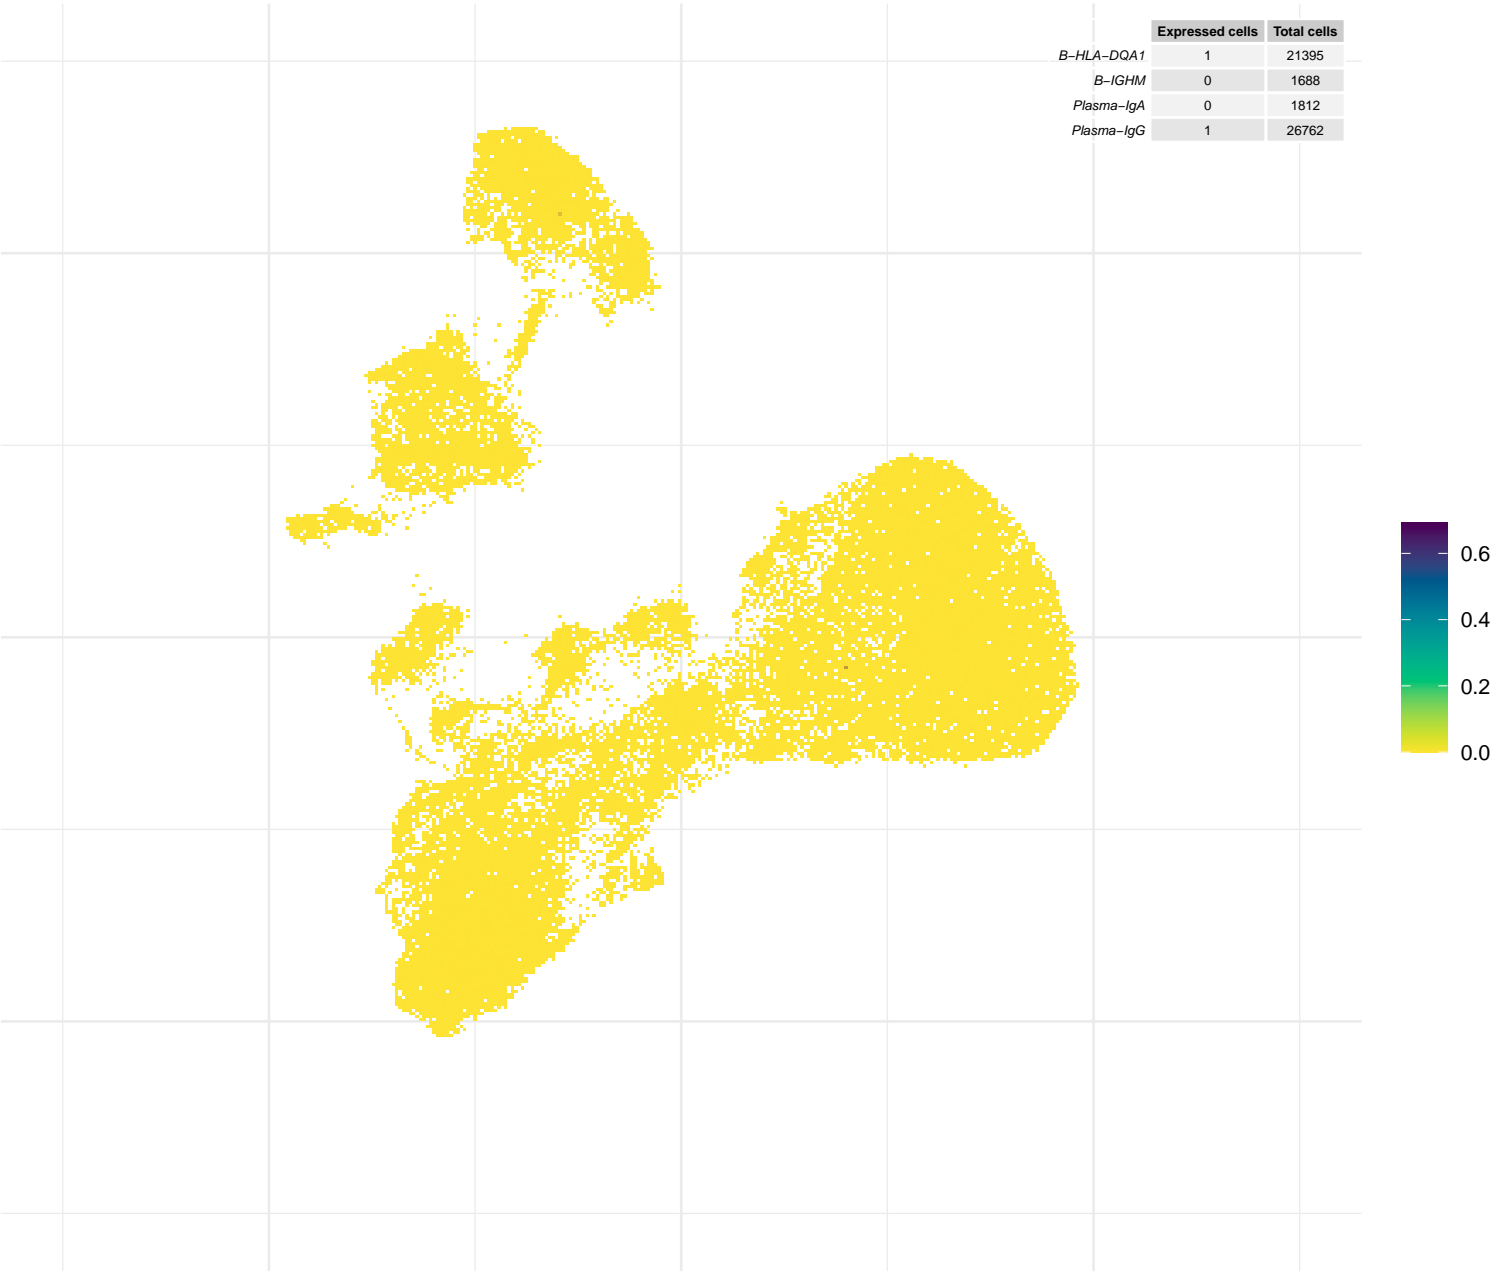 Expressed cells Total cells
B−HLA−DQA1 1 21395
B−IGHM 0 1688
Plasma−IgA 0 1812
Plasma−IgG 1 26762
0.6
0.4
0.2
0.0